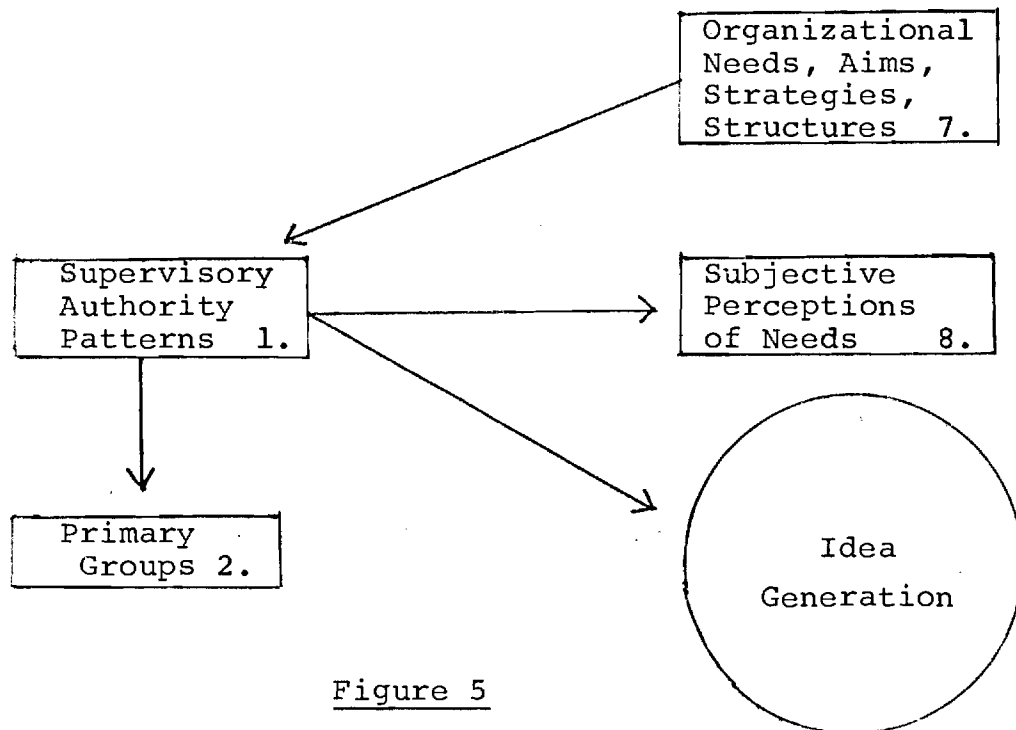 Organizational
Needs, Aims,
Strategies,
Structures 7.
Supervisory
Authority
Patterns 1.
Subjective
Perceptions
of Needs 8.
Primary
Groups 2.
Idea
Generation
Figure 5